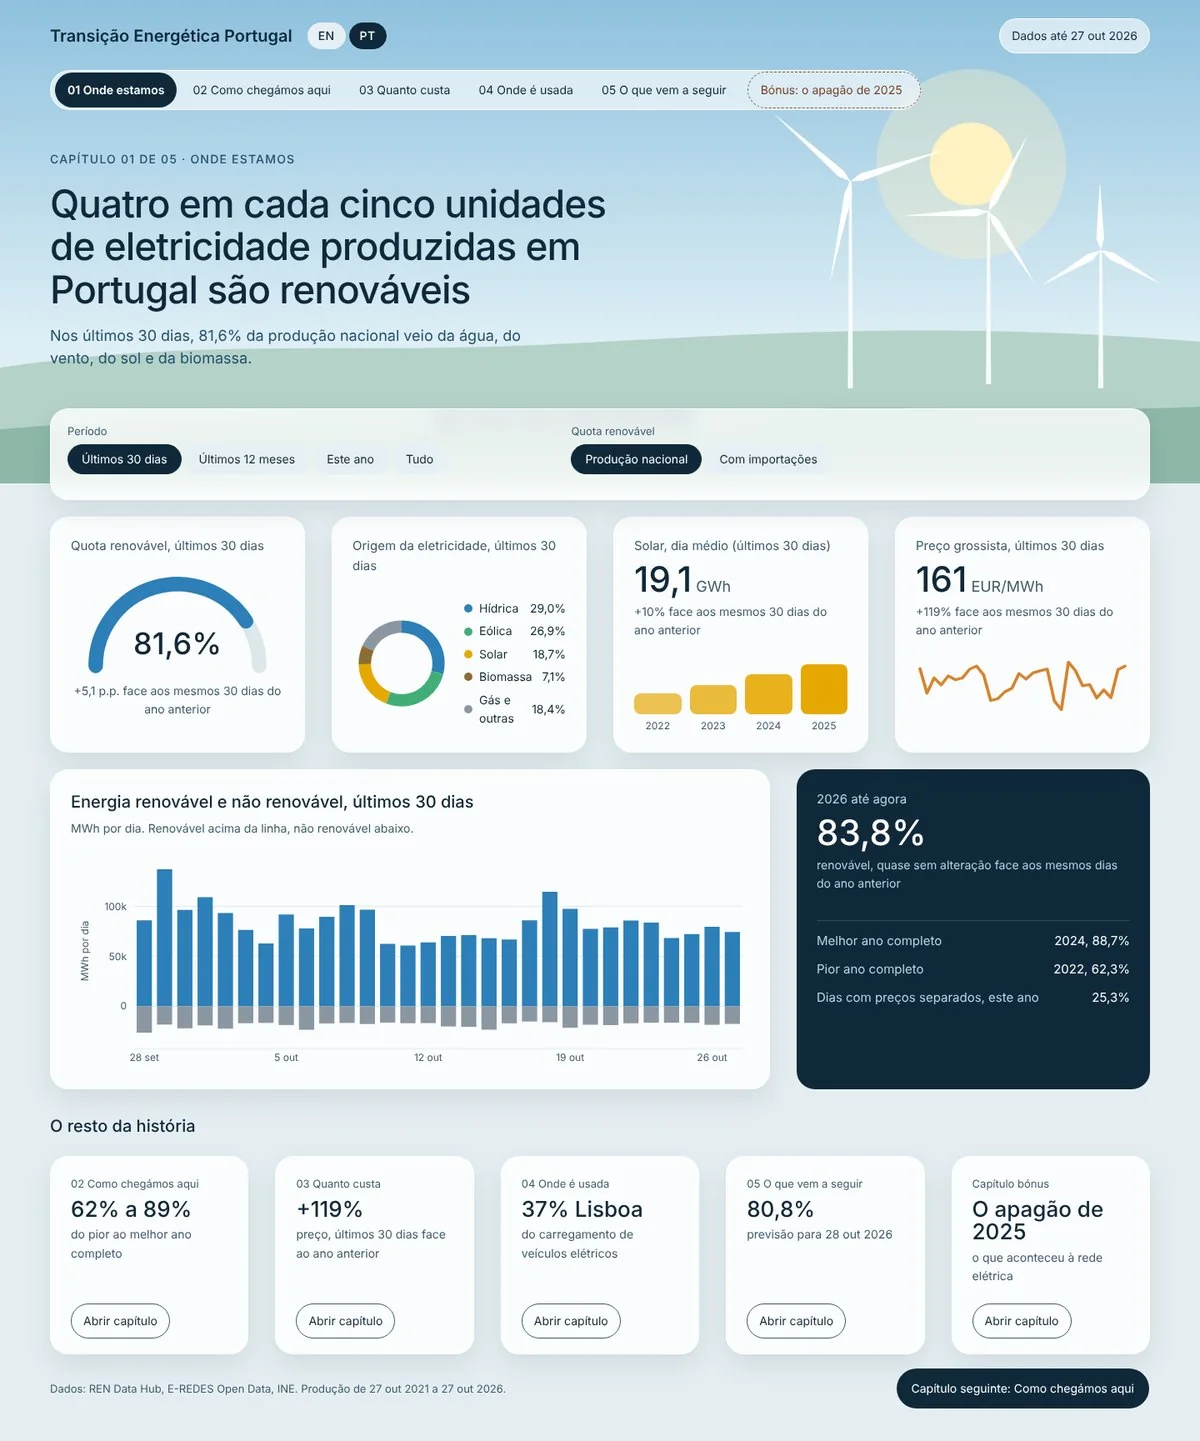 Transição Energética Portugal
EN
PT
Dados até 27 out 2026
01 Onde estamos
02 Como chegámos aqui
03 Quanto custa
04 Onde é usada
05 O que vem a seguir
Bónus: o apagão de 2025
CAPÍTULO 01 DE 05 · ONDE ESTAMOS
Quatro em cada cinco unidades
de eletricidade produzidas em
Portugal são renováveis
Nos últimos 30 dias, 81,6% da produção nacional veio da água, do
vento, do sol e da biomassa.
Período
Últimos 30 dias
Últimos 12 meses
Este ano
Tudo
Quota renovável
Produção nacional
Com importações
Quota renovável, últimos 30 dias
81,6%
+5,1 p.p. face aos mesmos 30 dias do
ano anterior
Origem da eletricidade, últimos 30
dias
Hídrica 29,0%
Eólica 26,9%
Solar 18,7%
Biomassa 7,1%
Gás e
outras 18,4%
Solar, dia médio (últimos 30 dias)
19,1 GWh
+10% face aos mesmos 30 dias do
ano anterior
2022
2023
2024
2025
Preço grossista, últimos 30 dias
161 EUR/MWh
+119% face aos mesmos 30 dias do
ano anterior
Energia renovável e não renovável, últimos 30 dias
MWh por dia. Renovável acima da linha, não renovável abaixo.
MWh por dia
100k
50k
0
28 set
5 out
12 out
19 out
26 out
2026 até agora
83,8%
renovável, quase sem alteração face aos mesmos dias
do ano anterior
Melhor ano completo 2024, 88,7%
Pior ano completo 2022, 62,3%
Dias com preços separados, este ano 25,3%
O resto da história
02 Como chegámos aqui
62% a 89%
do pior ao melhor ano
completo
Abrir capítulo
03 Quanto custa
+119%
preço, últimos 30 dias face
ao ano anterior
Abrir capítulo
04 Onde é usada
37% Lisboa
do carregamento de
veículos elétricos
Abrir capítulo
05 O que vem a seguir
80,8%
previsão para 28 out 2026
Abrir capítulo
Capítulo bónus
O apagão de
2025
o que aconteceu à rede
elétrica
Abrir capítulo
Dados: REN Data Hub, E-REDES Open Data, INE. Produção de 27 out 2021 a 27 out 2026.
Capítulo seguinte: Como chegámos aqui